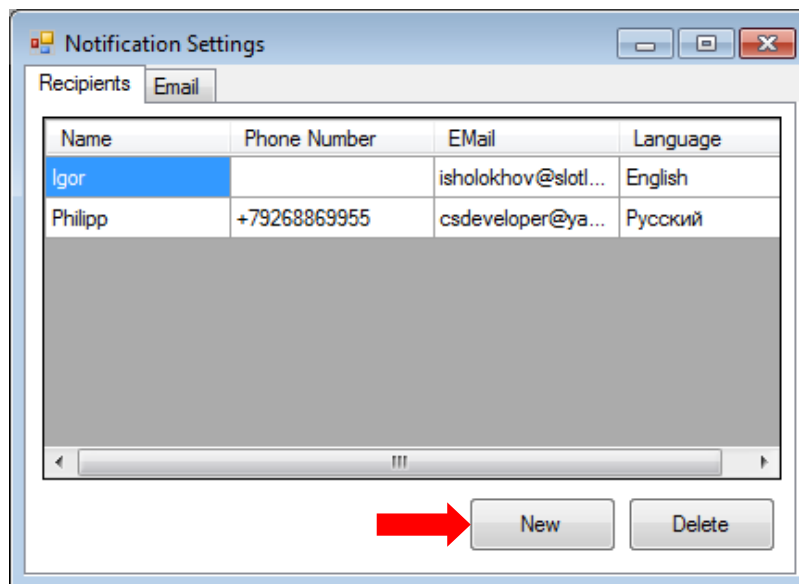 Notification Settings
Recipients Email
Name Phone Number EMail Language
Igor isholokhov@slotl... English
Philipp +79268869955 csdeveloper@ya... Русский
New Delete